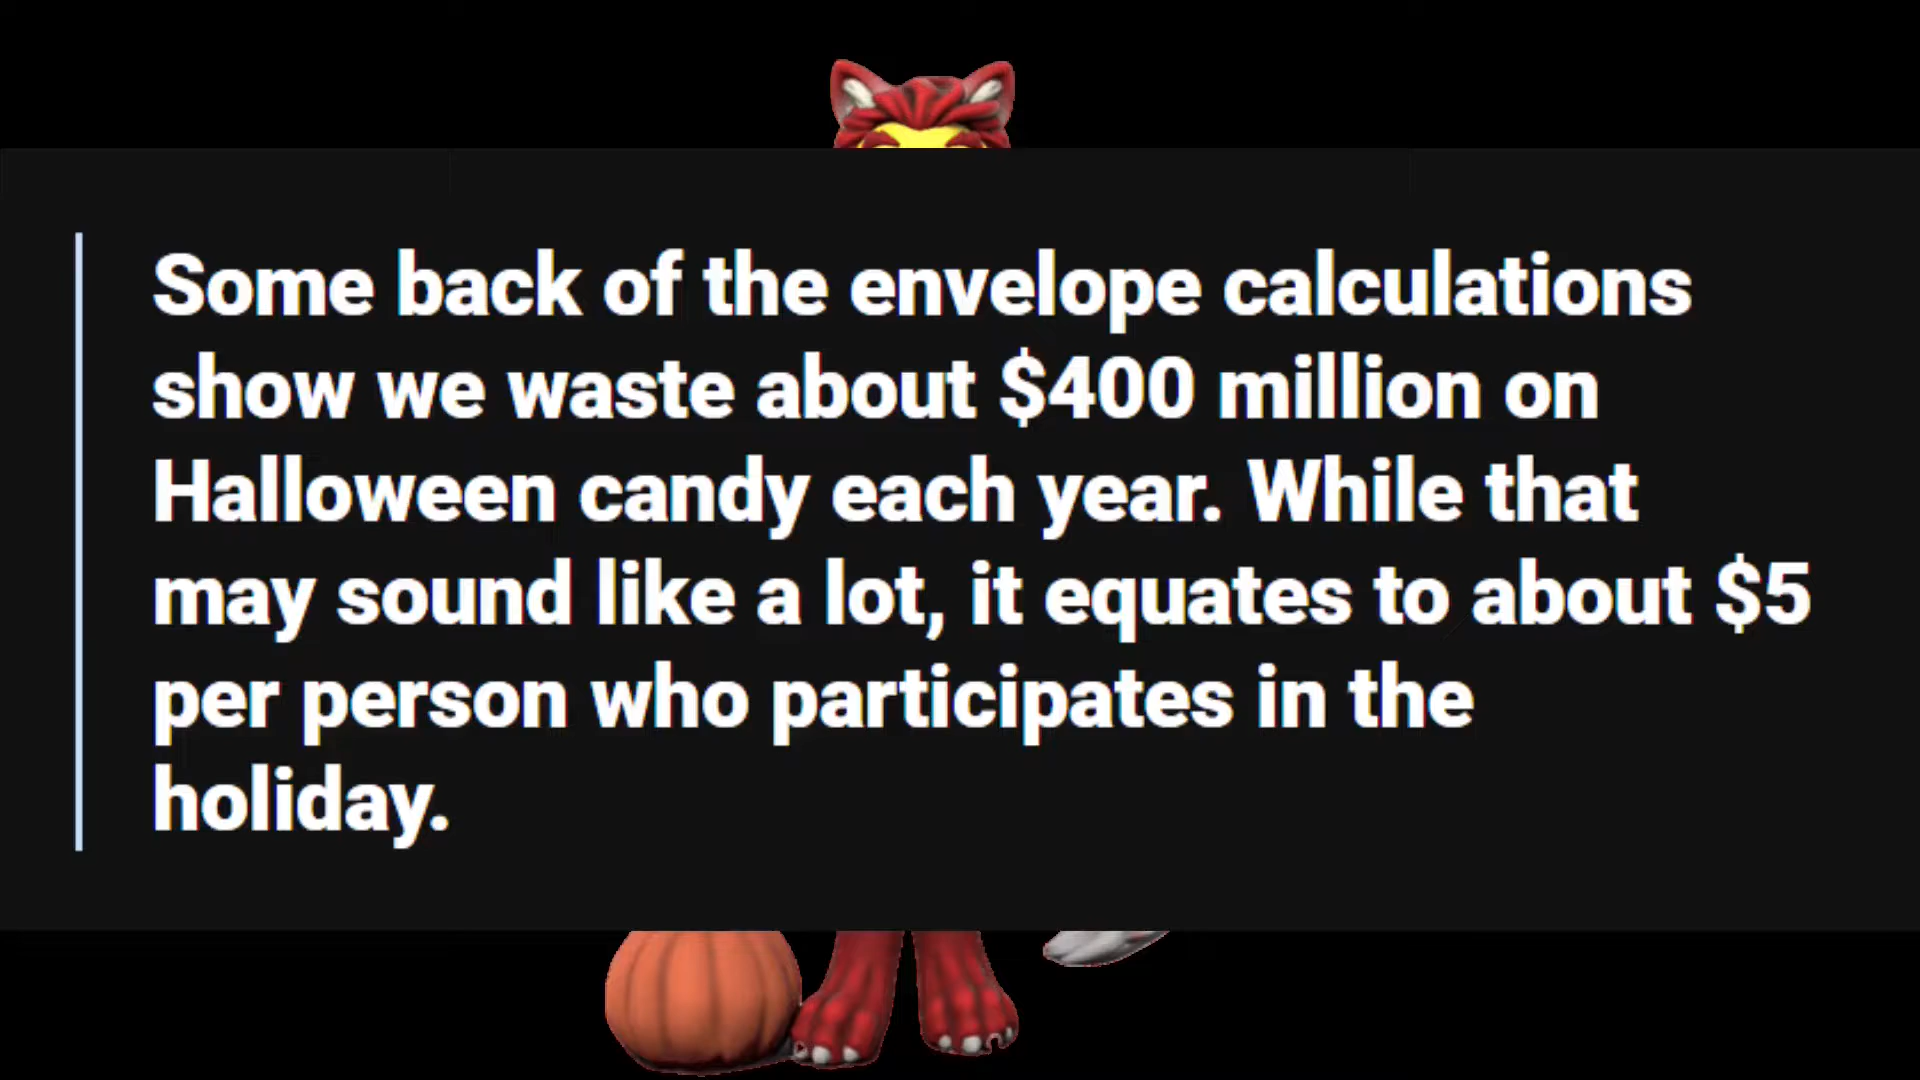 Some back of the envelope calculations
show we waste about $400 million on
Halloween candy each year. While that
may sound like a lot, it equates to about $5
per person who participates in the
holiday.